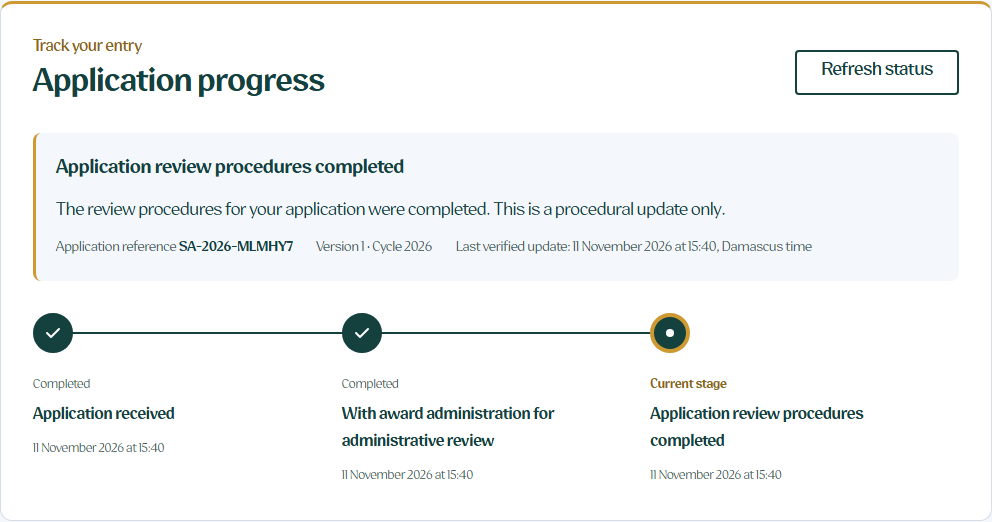 Track your entry
Application progress
Refresh status
Application review procedures completed
The review procedures for your application were completed. This is a procedural update only.
Application reference SA-2026-MLMHY7 Version 1 · Cycle 2026 Last verified update: 11 November 2026 at 15:40, Damascus time
Completed
Application received
11 November 2026 at 15:40
Completed
With award administration for
administrative review
11 November 2026 at 15:40
Current stage
Application review procedures
completed
11 November 2026 at 15:40